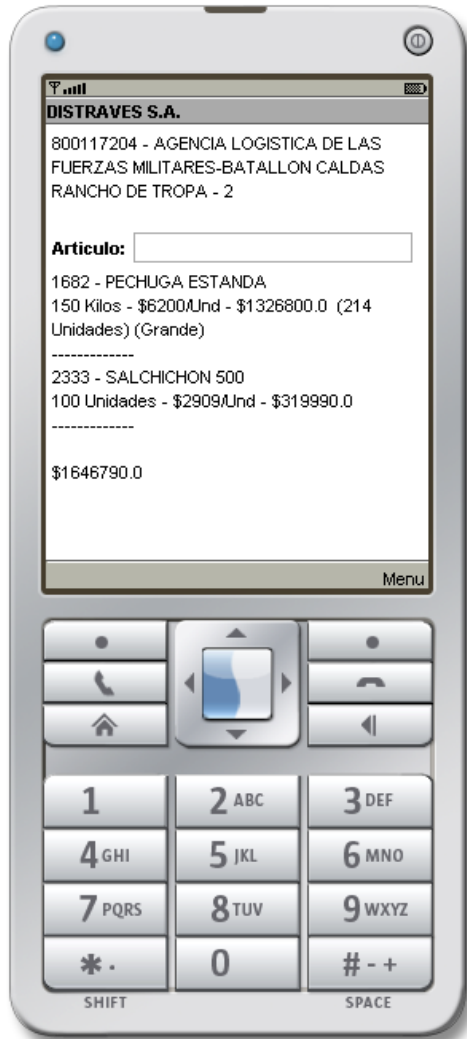 DISTRAVES S.A.
800117204 - AGENCIA LOGISTICA DE LAS
FUERZAS MILITARES-BATALLON CALDAS
RANCHO DE TROPA - 2
Articulo:
1682 - PECHUGA ESTANDA
150 Kilos - $6200/Und - $1326800.0 (214
Unidades) (Grande)
-------------
2333 - SALCHICHON 500
100 Unidades - $2909/Und - $319990.0
-------------
$1646790.0
Menu
1 2 ABC 3 DEF
4 GHI 5 JKL 6 MNO
7 PQRS 8 TUV 9 WXYZ
* . 0 # - +
SHIFT SPACE